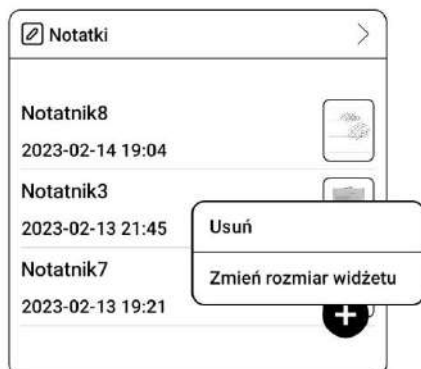 Notatki
Notatnik8
2023-02-14 19:04
Notatnik3
2023-02-13 21:45
Usuń
Notatnik7
Zmień rozmiar widżetu
2023-02-13 19:21